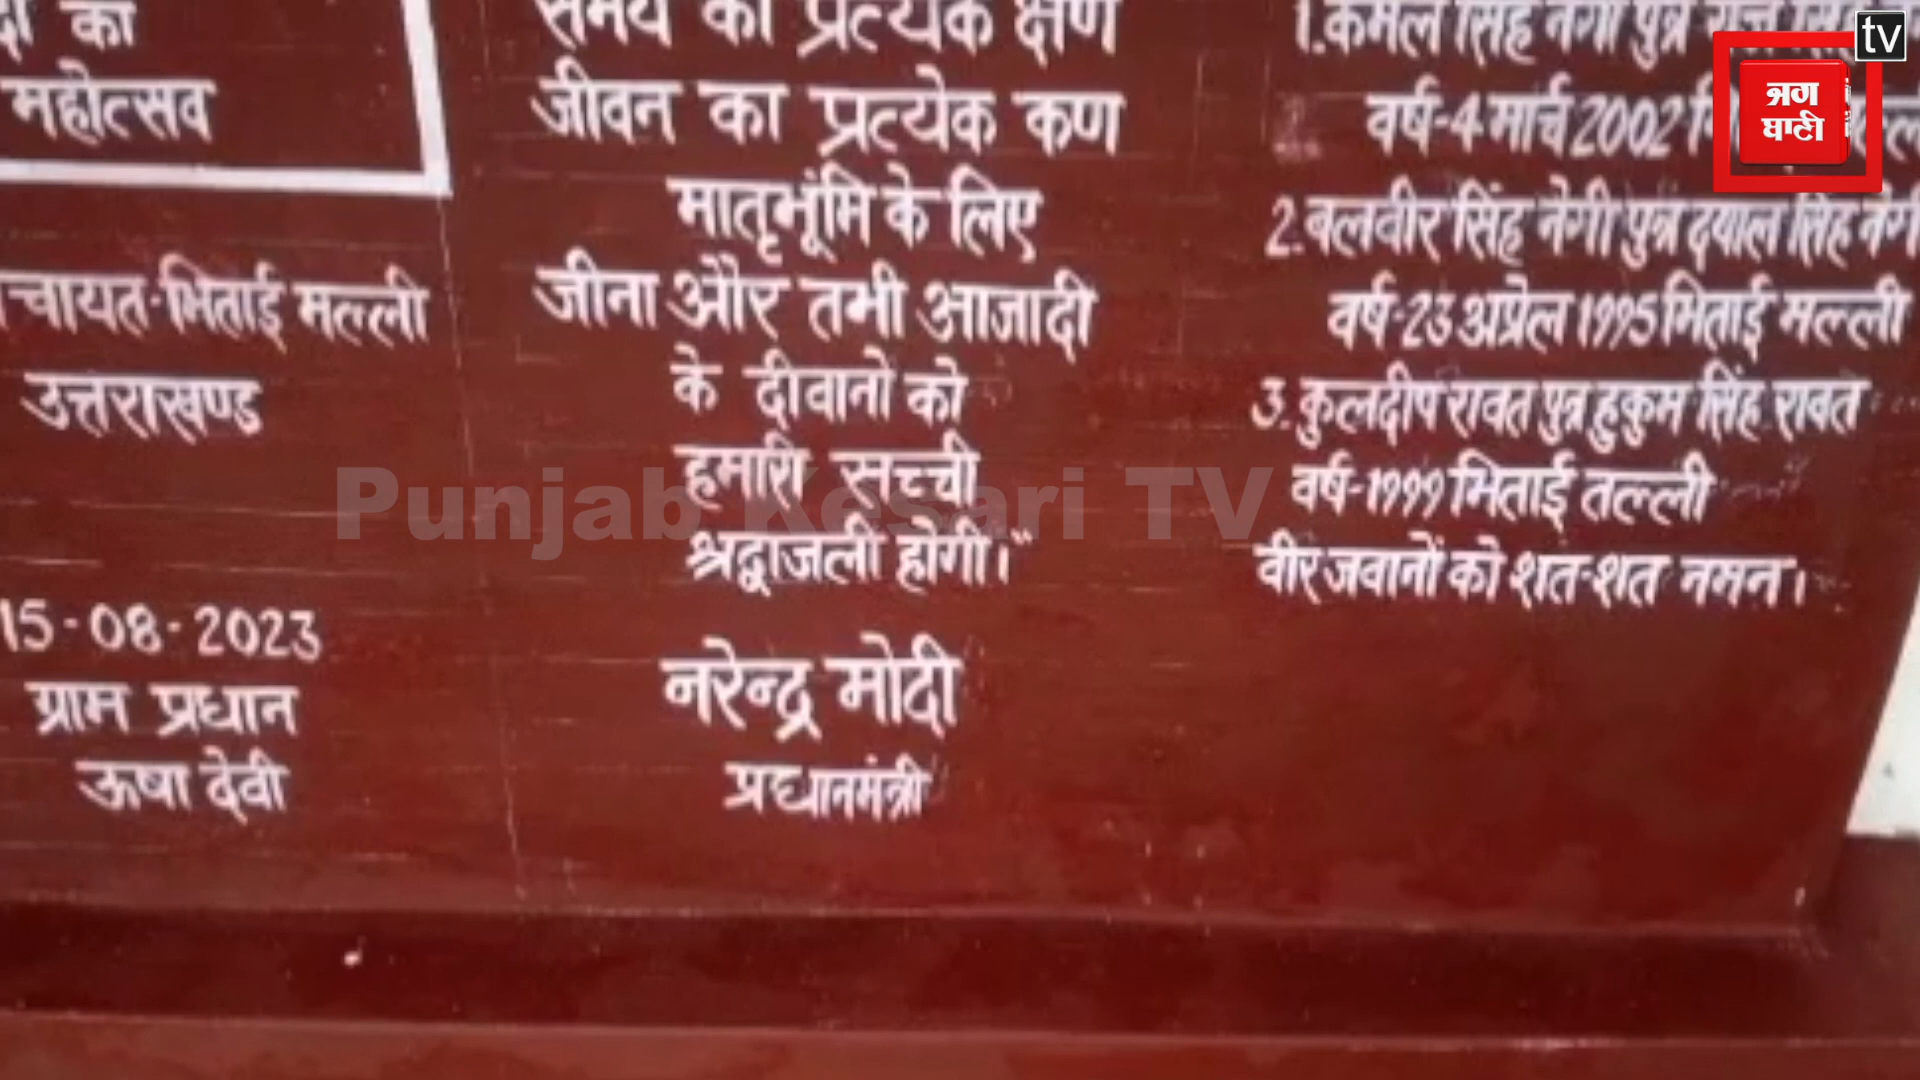 का
महोत्सव
चायत-भिताई मल्ली
उत्तराखण्ड
15-08-2023
ग्राम प्रधान
ऊषा देवी
समय का प्रत्येक क्षण
जीवन का प्रत्येक कण
मातृभूंमि के लिए
जीना और तभी आजादी
के दीवानो को
हमारी सच्ची
श्रद्धाजली होगी।"
नरेन्द्र मोदी
प्रधानमंत्री
1.कमल सिंह नेगी पुत्र
वर्ष-4 मार्च 2002
2.बलवीर सिंह नेगी पुत्र दयाल सिंह नेगी
वर्ष-23 अप्रेल 1995 भिताई मल्ली
3.कुलदीप रावत पुत्र हुकुम सिंह रावत
वर्ष-1999 भिताई तल्ली
वीर जवानों को शत-शत नमन।
tv
ਜਗ
ਬਾਣੀ
Punjab Kesari TV